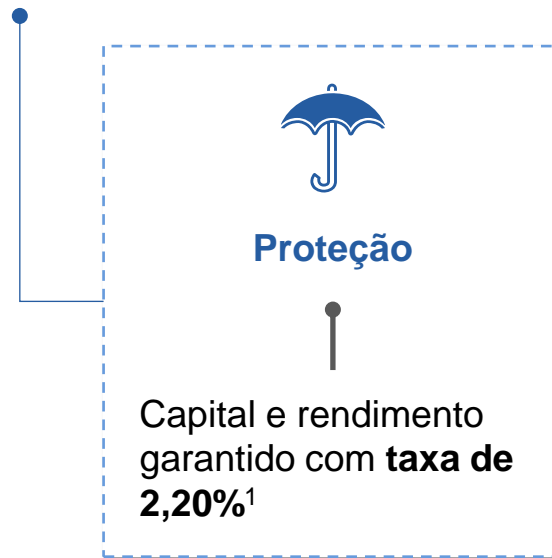 Proteção
Capital e rendimento
garantido com taxa de
2,20%¹